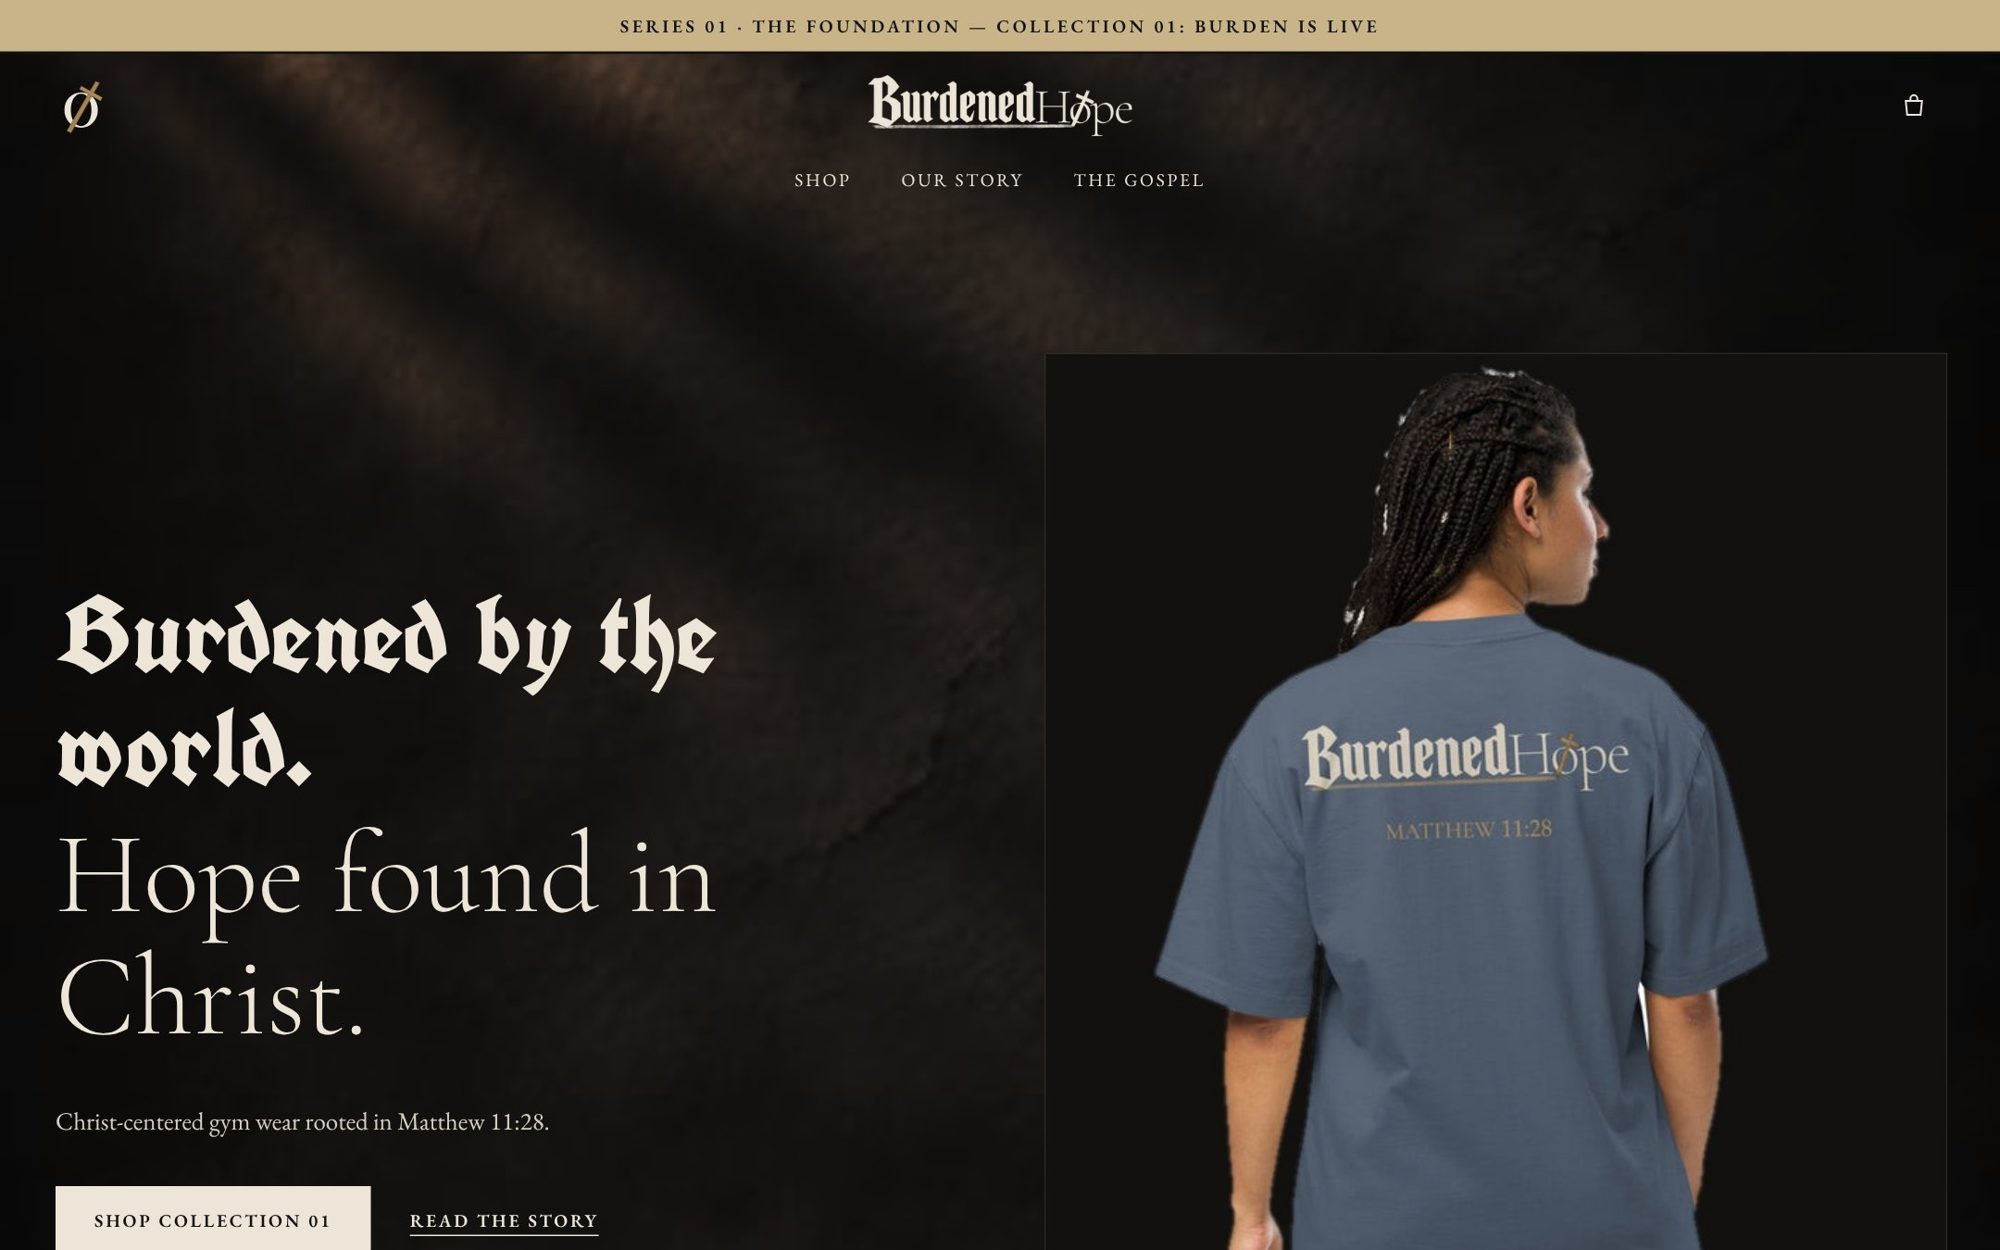 SERIES 01 · THE FOUNDATION — COLLECTION 01: BURDEN IS LIVE
BurdenedHope
SHOP OUR STORY THE GOSPEL
Burdened by the
world.
Hope found in
Christ.
Christ-centered gym wear rooted in Matthew 11:28.
SHOP COLLECTION 01 READ THE STORY
BurdenedHope
MATTHEW 11:28